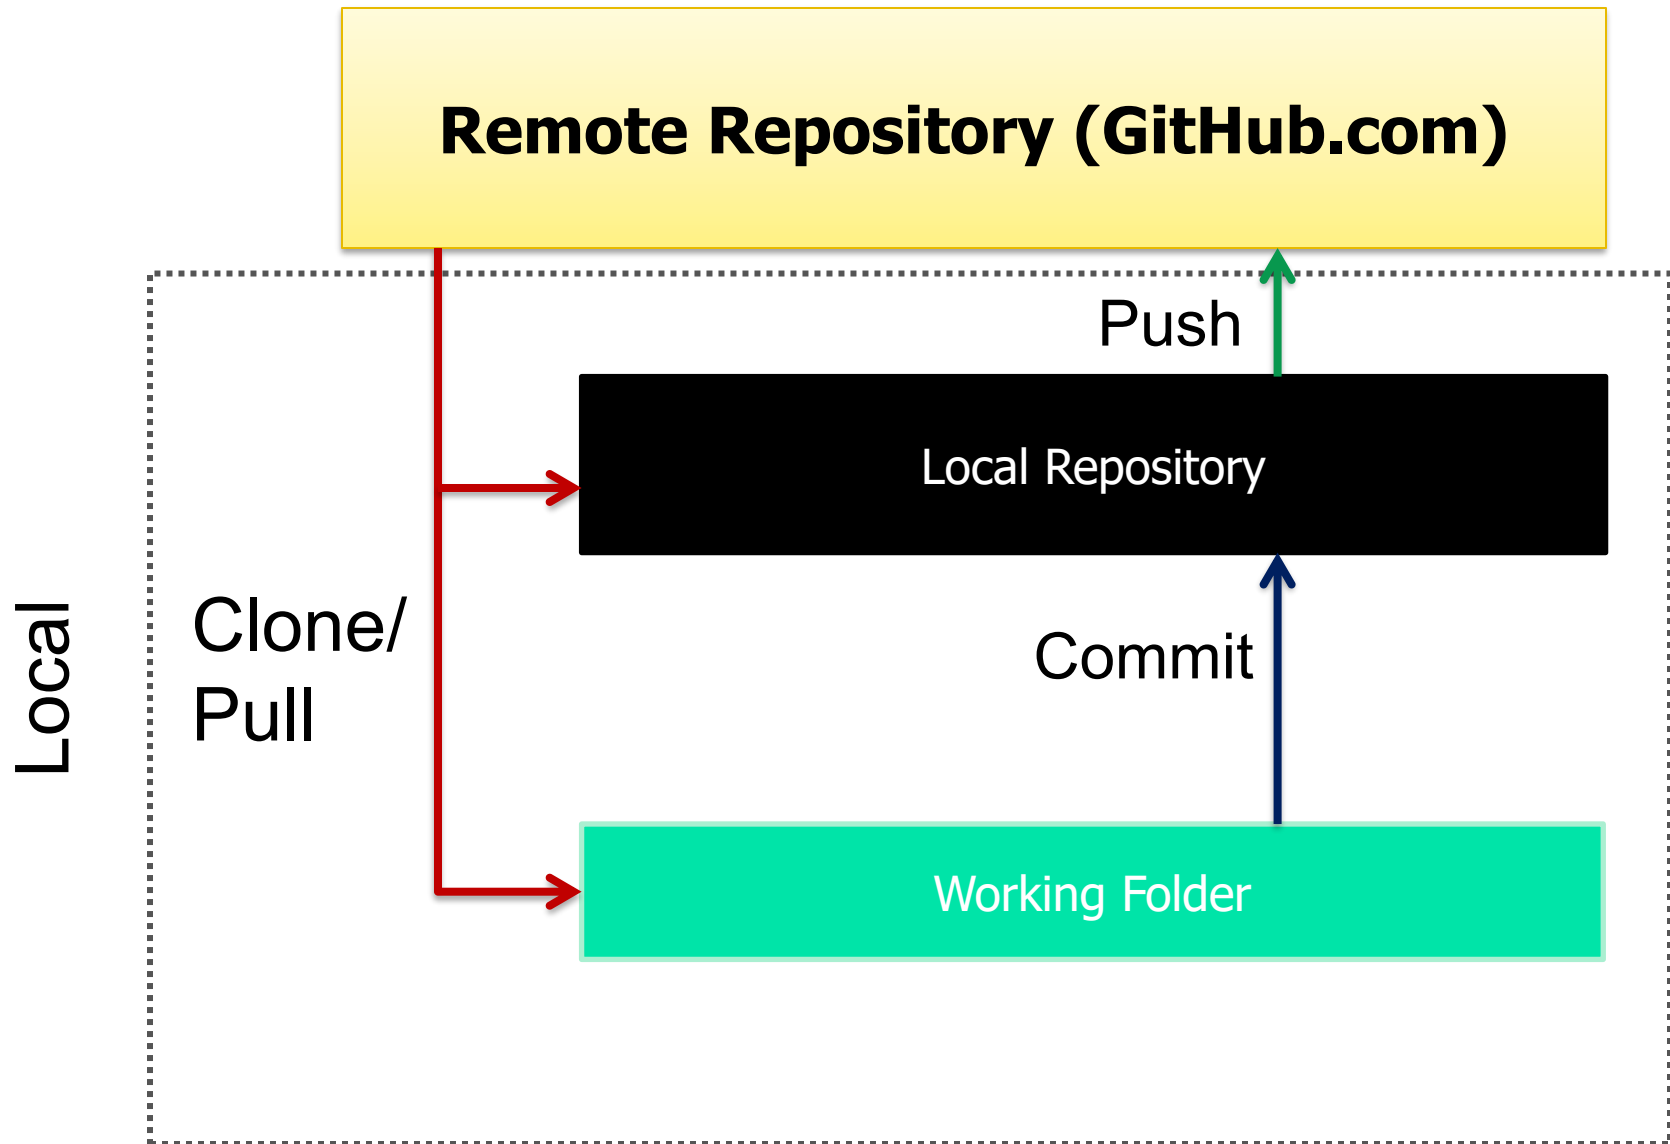 Remote Repository (GitHub.com)
Push
Local Repository
Local
Clone/
Pull
Commit
Working Folder